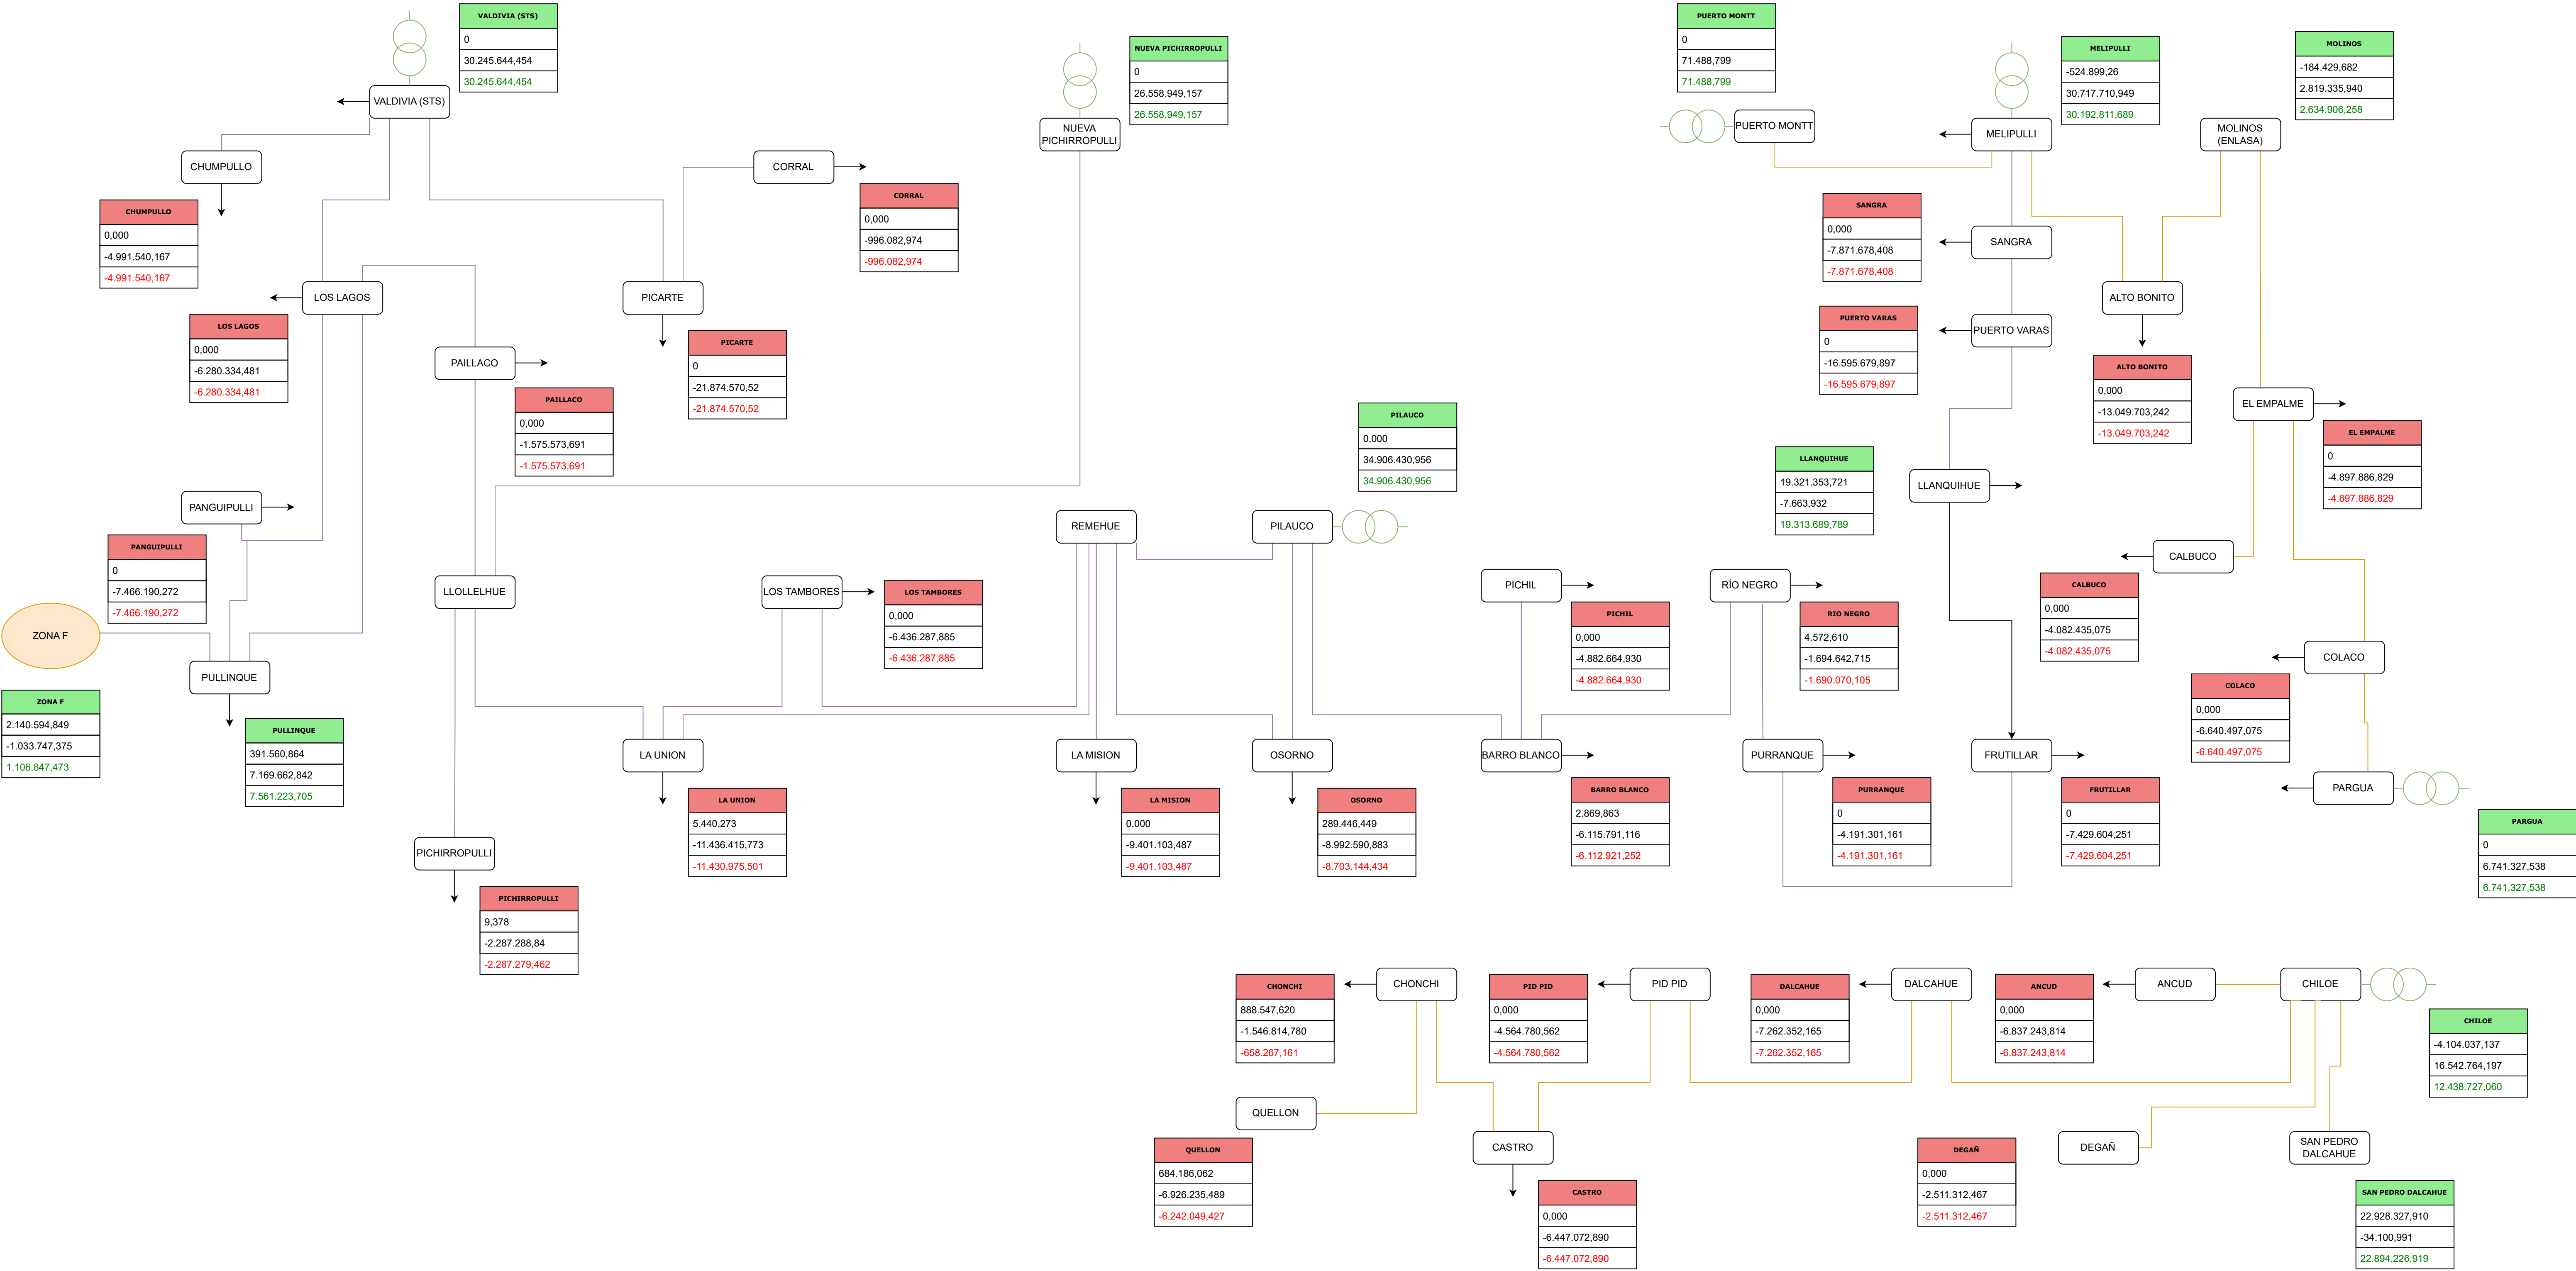 VALDIVIA (STS)
0
30.245.644,454
30.245.644,454
VALDIVIA (STS)
NUEVA PICHIRROPULLI
0
26.558.949,157
26.558.949,157
NUEVA
PICHIRROPULLI
PUERTO MONTT
0
71.488,799
71.488,799
PUERTO MONTT
MELIPULLI
-524.899,26
30.717.710,949
30.192.811,689
MELIPULLI
MOLINOS
-184.429,682
2.819.335,940
2.634.906,258
MOLINOS
(ENLASA)
CHUMPULLO
CHUMPULLO
0,000
-4.991.540,167
-4.991.540,167
CORRAL
CORRAL
0,000
-996.082,974
-996.082,974
SANGRA
0,000
-7.871.678,408
-7.871.678,408
SANGRA
LOS LAGOS
LOS LAGOS
0,000
-6.280.334,481
-6.280.334,481
PICARTE
PICARTE
0
-21.874.570,52
-21.874.570,52
PUERTO VARAS
0
-16.595.679,897
-16.595.679,897
PUERTO VARAS
ALTO BONITO
ALTO BONITO
0,000
-13.049.703,242
-13.049.703,242
PAILLACO
PAILLACO
0,000
-1.575.573,691
-1.575.573,691
PILAUCO
0,000
34.906.430,956
34.906.430,956
EL EMPALME
EL EMPALME
0
-4.897.886,829
-4.897.886,829
LLANQUIHUE
19.321.353,721
-7.663,932
19.313.689,789
LLANQUIHUE
PANGUIPULLI
PANGUIPULLI
0
-7.466.190,272
-7.466.190,272
REMEHUE
PILAUCO
CALBUCO
CALBUCO
0,000
-4.082.435,075
-4.082.435,075
LLOLLELHUE
LOS TAMBORES
LOS TAMBORES
0,000
-6.436.287,885
-6.436.287,885
PICHIL
PICHIL
0,000
-4.882.664,930
-4.882.664,930
RÍO NEGRO
RIO NEGRO
4.572,610
-1.694.642,715
-1.690.070,105
ZONA F
ZONA F
2.140.594,849
-1.033.747,375
1.106.847,473
PULLINQUE
PULLINQUE
391.560,864
7.169.662,842
7.561.223,705
COLACO
COLACO
0,000
-6.640.497,075
-6.640.497,075
LA UNION
LA UNION
5.440,273
-11.436.415,773
-11.430.975,501
LA MISION
LA MISION
0,000
-9.401.103,487
-9.401.103,487
OSORNO
OSORNO
289.446,449
-8.992.590,883
-8.703.144,434
BARRO BLANCO
BARRO BLANCO
2.869,863
-6.115.791,116
-6.112.921,252
PURRANQUE
PURRANQUE
0
-4.191.301,161
-4.191.301,161
FRUTILLAR
FRUTILLAR
0
-7.429.604,251
-7.429.604,251
PARGUA
PARGUA
0
6.741.327,538
6.741.327,538
PICHIRROPULLI
PICHIRROPULLI
9,378
-2.287.288,84
-2.287.279,462
CHONCHI
888.547,620
-1.546.814,780
-658.267,161
CHONCHI
PID PID
0,000
-4.564.780,562
-4.564.780,562
PID PID
DALCAHUE
0,000
-7.262.352,165
-7.262.352,165
DALCAHUE
ANCUD
0,000
-6.837.243,814
-6.837.243,814
ANCUD
CHILOE
CHILOE
-4.104.037,137
16.542.764,197
12.438.727,060
QUELLON
QUELLON
684.186,062
-6.926.235,489
-6.242.049,427
CASTRO
CASTRO
0,000
-6.447.072,890
-6.447.072,890
DEGAÑ
0,000
-2.511.312,467
-2.511.312,467
DEGAÑ
SAN PEDRO
DALCAHUE
SAN PEDRO DALCAHUE
22.928.327,910
-34.100,991
22.894.226,919